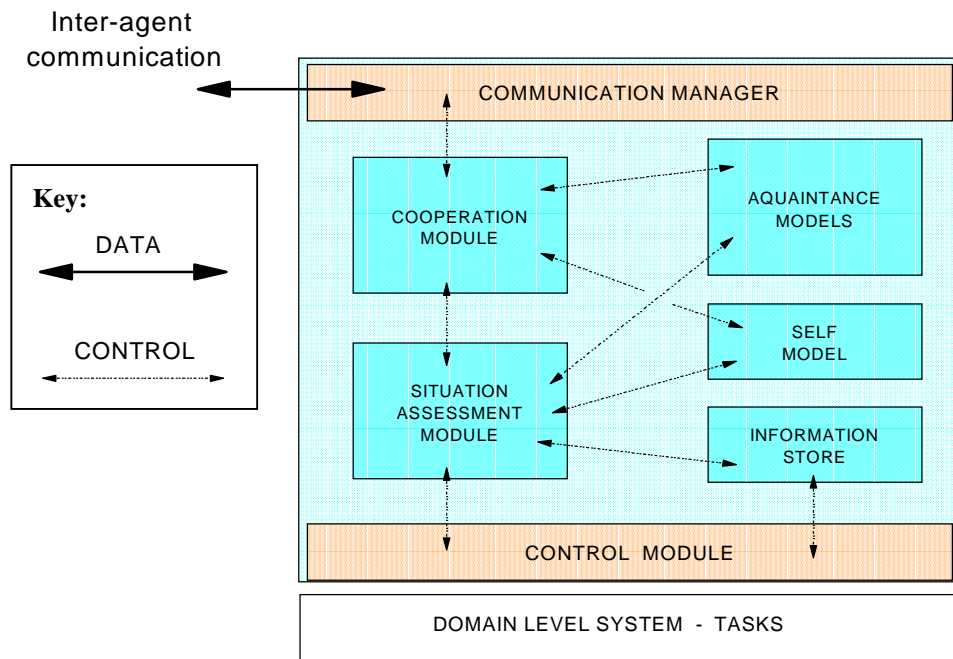 Inter-agent
communication
COMMUNICATION MANAGER
Key:
DATA
CONTROL
COOPERATION
MODULE
AQUAINTANCE
MODELS
SITUATION
ASSESSMENT
MODULE
SELF
MODEL
INFORMATION
STORE
CONTROL MODULE
DOMAIN LEVEL SYSTEM - TASKS